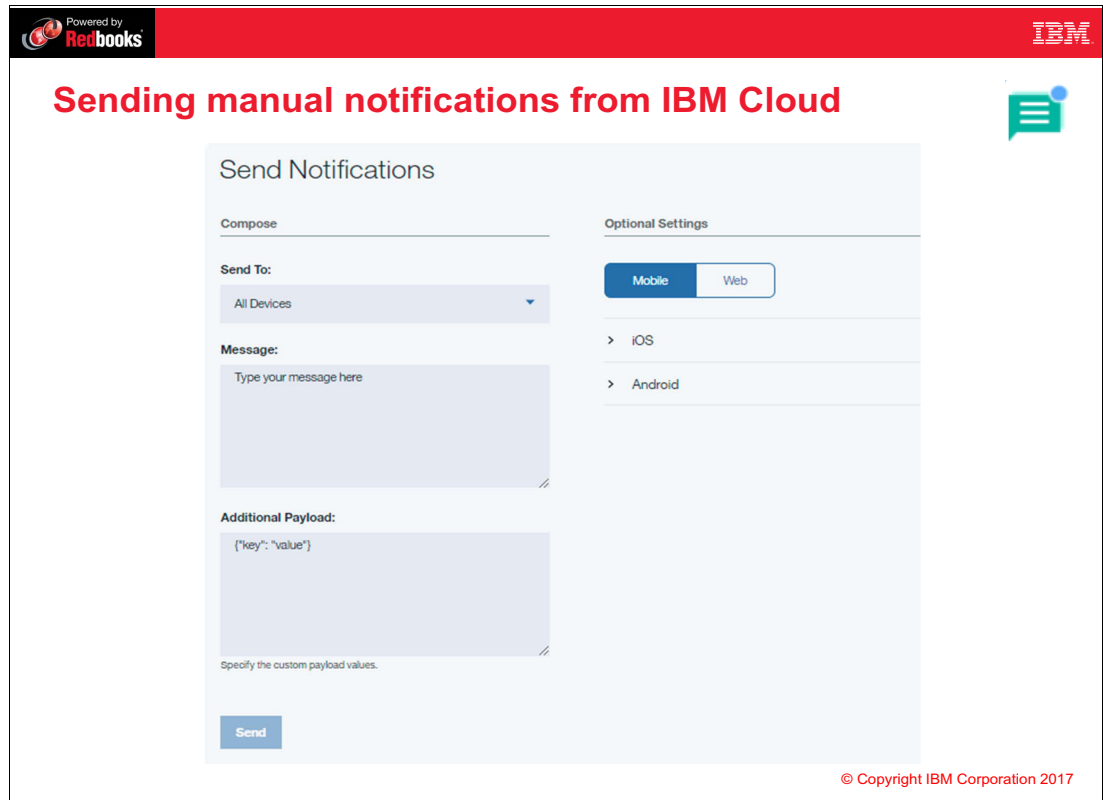 Powered by
Redbooks
IBM
Sending manual notifications from IBM Cloud
Send Notifications
Compose
Send To:
All Devices
Message:
Type your message here
Additional Payload:
{"key": "value"}
Specify the custom payload values.
Send
Optional Settings
Mobile Web
iOS
Android
© Copyright IBM Corporation 2017